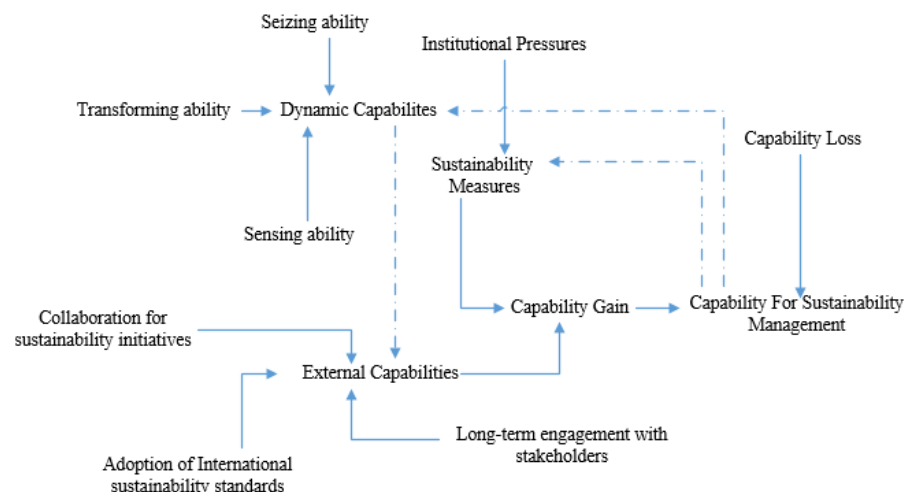 Seizing ability
Institutional Pressures
Transforming ability
Dynamic Capabilites
Capability Loss
Sustainability
Measures
Sensing ability
Capability Gain
Capability For Sustainability
Management
Collaboration for
sustainability initiatives
External Capabilities
Long-term engagement with
stakeholders
Adoption of International
sustainability standards